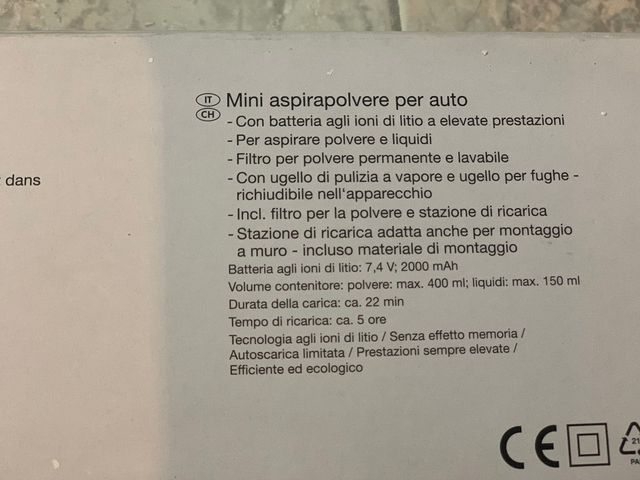 dans
IT Mini aspirapolvere per auto
CH - Con batteria agli ioni di litio a elevate prestazioni
- Per aspirare polvere e liquidi
- Filtro per polvere permanente e lavabile
- Con ugello di pulizia a vapore e ugello per fughe -
richiudibile nell'apparecchio
- Incl. filtro per la polvere e stazione di ricarica
- Stazione di ricarica adatta anche per montaggio
a muro - incluso materiale di montaggio
Batteria agli ioni di litio: 7,4 V; 2000 mAh
Volume contenitore: polvere: max. 400 ml; liquidi: max. 150 ml
Durata della carica: ca. 22 min
Tempo di ricarica: ca. 5 ore
Tecnologia agli ioni di litio / Senza effetto memoria /
Autoscarica limitata / Prestazioni sempre elevate /
Efficiente ed ecologico
CE
21